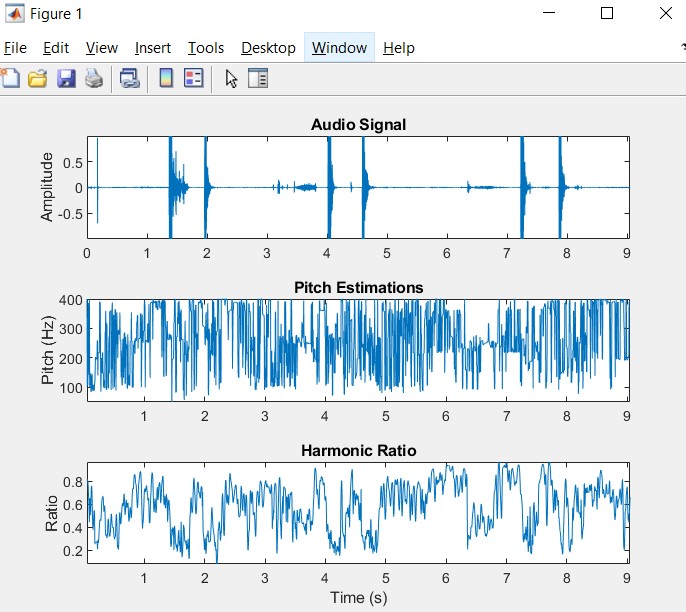 Figure 1
File Edit View Insert Tools Desktop Window Help
Audio Signal
Amplitude
0.5
0
-0.5
0 1 2 3 4 5 6 7 8 9
Pitch Estimations
Pitch (Hz)
400
300
200
100
1 2 3 4 5 6 7 8 9
Harmonic Ratio
Ratio
0.8
0.6
0.4
0.2
1 2 3 4 5 6 7 8 9
Time (s)